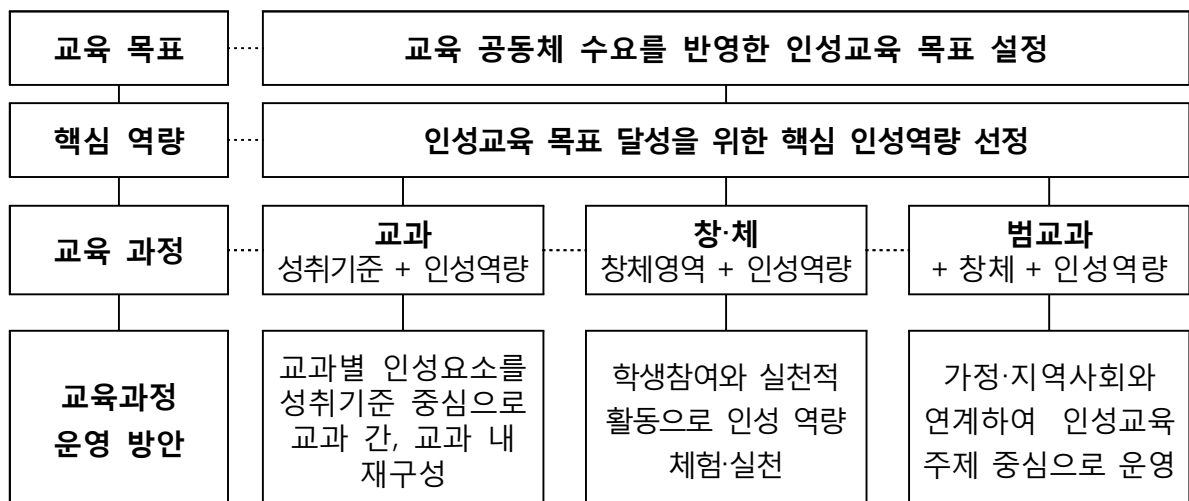 교육 목표
교육 공동체 수요를 반영한 인성교육 목표 설정
핵심 역량
인성교육 목표 달성을 위한 핵심 인성역량 선정
교육 과정
교과
성취기준 + 인성역량
창·체
창체영역 + 인성역량
범교과
+ 창체 + 인성역량
교육과정
운영 방안
교과별 인성요소를
성취기준 중심으로
교과 간, 교과 내
재구성
학생참여와 실천적
활동으로 인성 역량
체험·실천
가정·지역사회와
연계하여 인성교육
주제 중심으로 운영